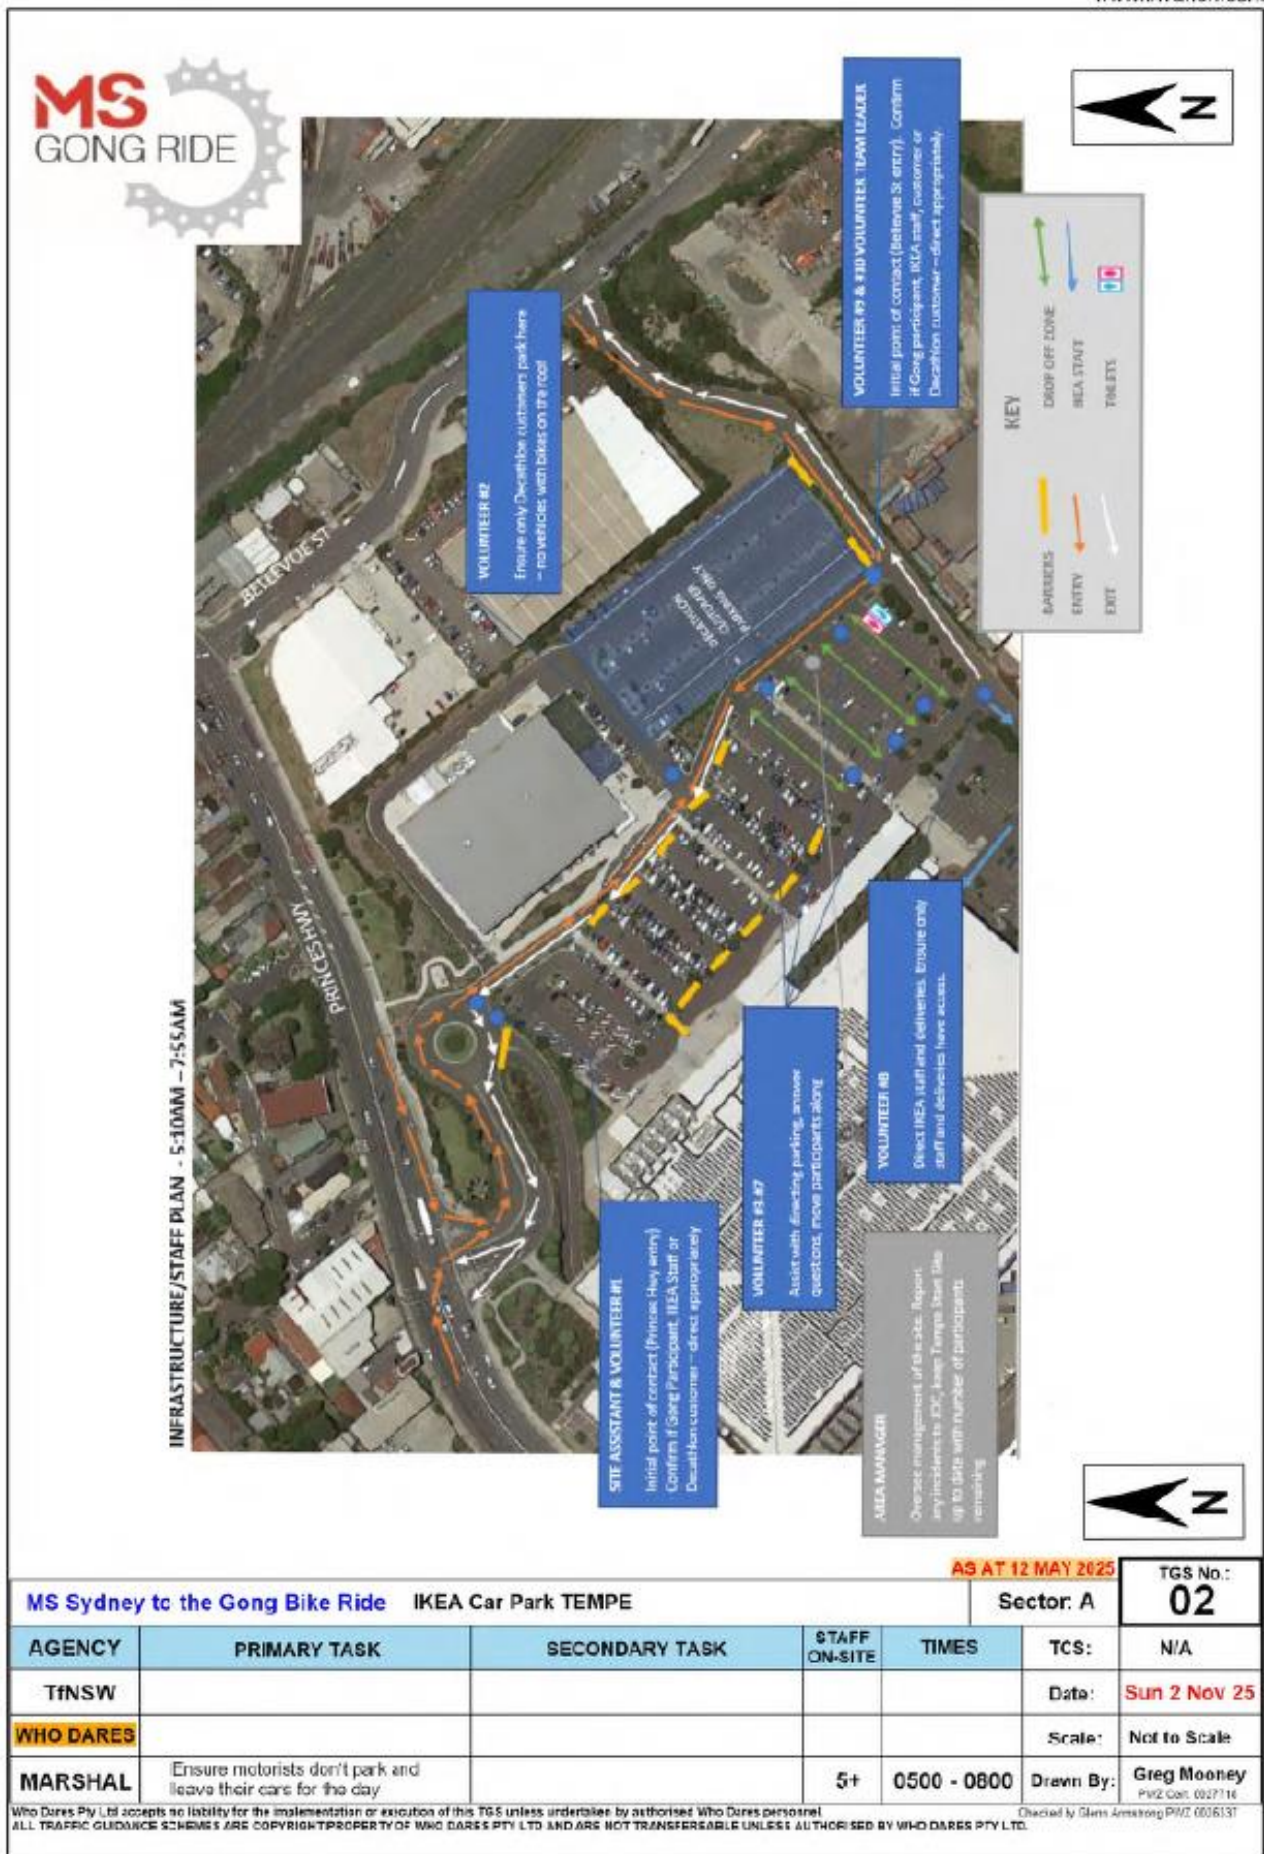 MS
GONG RIDE
INFRASTRUCTURE/STAFF PLAN - 5:10AM – 7:55AM
N
VOLUNTEER #9 & #10 VOLUNTEER TEAM LEADER
Initial point of contact (Bellevue St entry). Confirm
if Gong participant, IKEA staff, customer or
Decathlon customer – direct appropriately
KEY
BARRIERS
DROP OFF ZONE
ENTRY
IKEA STAFF
EXIT
TOILETS
VOLUNTEER #2
Ensure only Decathlon customers park here
– no vehicles with bikes on the roof
BELLEVUE ST
PRINCES HWY
DECATHLON
CUSTOMER
PARKING ONLY
SITE ASSISTANT & VOLUNTEER #1
Initial point of contact (Princes Hwy entry)
Confirm if Gong Participant, IKEA Staff or
Decathlon customer – direct appropriately
VOLUNTEER #3-#7
Assist with directing parking, answer
questions, move participants along
VOLUNTEER #8
Direct IKEA staff and deliveries. Ensure only
staff and deliveries have access.
AREA MANAGER
Oversee management of the site. Report
any incidents to JOC, keep Tempe Start Site
up to date with number of participants
remaining
N
AS AT 12 MAY 2025
MS Sydney to the Gong Bike Ride IKEA Car Park TEMPE Sector: A TGS No.: 02
AGENCY PRIMARY TASK SECONDARY TASK STAFF ON-SITE TIMES TCS: N/A
TfNSW Date: Sun 2 Nov 25
WHO DARES Scale: Not to Scale
MARSHAL Ensure motorists don't park and leave their cars for the day 5+ 0500 - 0800 Drawn By: Greg Mooney
Who Dares Pty Ltd accepts no liability for the implementation or execution of this TGS unless undertaken by authorised Who Dares personnel.
Checked by Glenn Armstrong
ALL TRAFFIC GUIDANCE SCHEMES ARE COPYRIGHT PROPERTY OF WHO DARES PTY LTD AND ARE NOT TRANSFEREABLE UNLESS AUTHORISED BY WHO DARES PTY LTD.